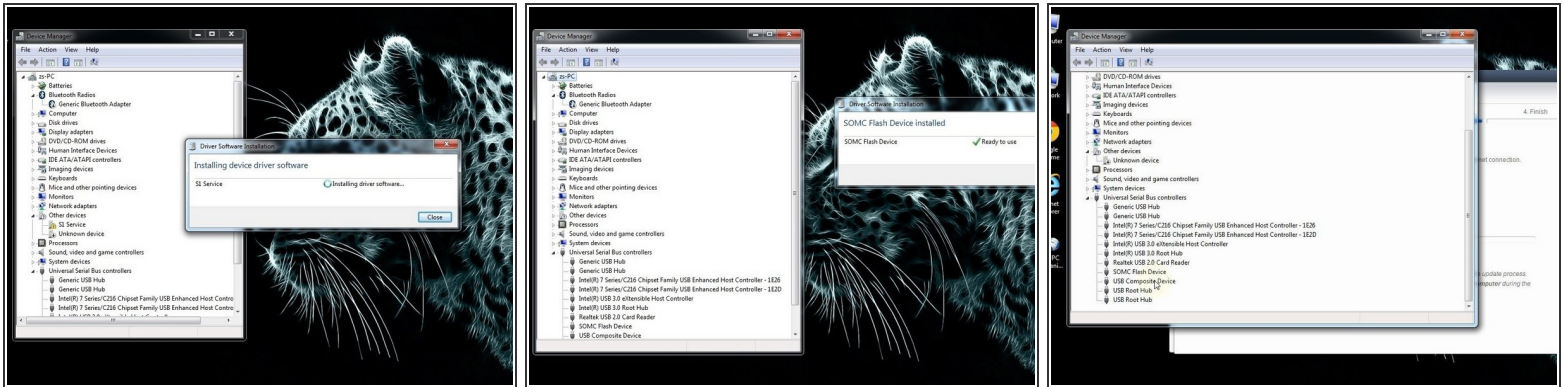 Device Manager
File Action View Help
zs-PC
Batteries
Bluetooth Radios
Generic Bluetooth Adapter
Computer
Disk drives
Display adapters
DVD/CD-ROM drives
Human Interface Devices
IDE ATA/ATAPI controllers
Imaging devices
Keyboards
Mice and other pointing devices
Monitors
Network adapters
Other devices
S1 Service
Unknown device
Processors
Sound, video and game controllers
System devices
Universal Serial Bus controllers
Generic USB Hub
Generic USB Hub
Intel(R) 7 Series/C216 Chipset Family USB Enhanced Host Contro
Intel(R) 7 Series/C216 Chipset Family USB Enhanced Host Contro
Driver Software Installation
Installing device driver software
S1 Service Installing driver software...
Close
Device Manager
File Action View Help
zs-PC
Batteries
Bluetooth Radios
Generic Bluetooth Adapter
Computer
Disk drives
Display adapters
DVD/CD-ROM drives
Human Interface Devices
IDE ATA/ATAPI controllers
Imaging devices
Keyboards
Mice and other pointing devices
Monitors
Network adapters
Other devices
Processors
Sound, video and game controllers
System devices
Universal Serial Bus controllers
Generic USB Hub
Generic USB Hub
Intel(R) 7 Series/C216 Chipset Family USB Enhanced Host Controller - 1E26
Intel(R) 7 Series/C216 Chipset Family USB Enhanced Host Controller - 1E2D
Intel(R) USB 3.0 eXtensible Host Controller
Intel(R) USB 3.0 Root Hub
Realtek USB 2.0 Card Reader
SOMC Flash Device
USB Composite Device
Driver Software Installation
SOMC Flash Device installed
SOMC Flash Device Ready to use
Device Manager
File Action View Help
DVD/CD-ROM drives
Human Interface Devices
IDE ATA/ATAPI controllers
Imaging devices
Keyboards
Mice and other pointing devices
Monitors
Network adapters
Other devices
Unknown device
Processors
Sound, video and game controllers
System devices
Universal Serial Bus controllers
Generic USB Hub
Generic USB Hub
Intel(R) 7 Series/C216 Chipset Family USB Enhanced Host Controller - 1E26
Intel(R) 7 Series/C216 Chipset Family USB Enhanced Host Controller - 1E2D
Intel(R) USB 3.0 eXtensible Host Controller
Intel(R) USB 3.0 Root Hub
Realtek USB 2.0 Card Reader
SOMC Flash Device
USB Composite Device
USB Root Hub
USB Root Hub
4. Finish
net connection.
update process
omputer during the